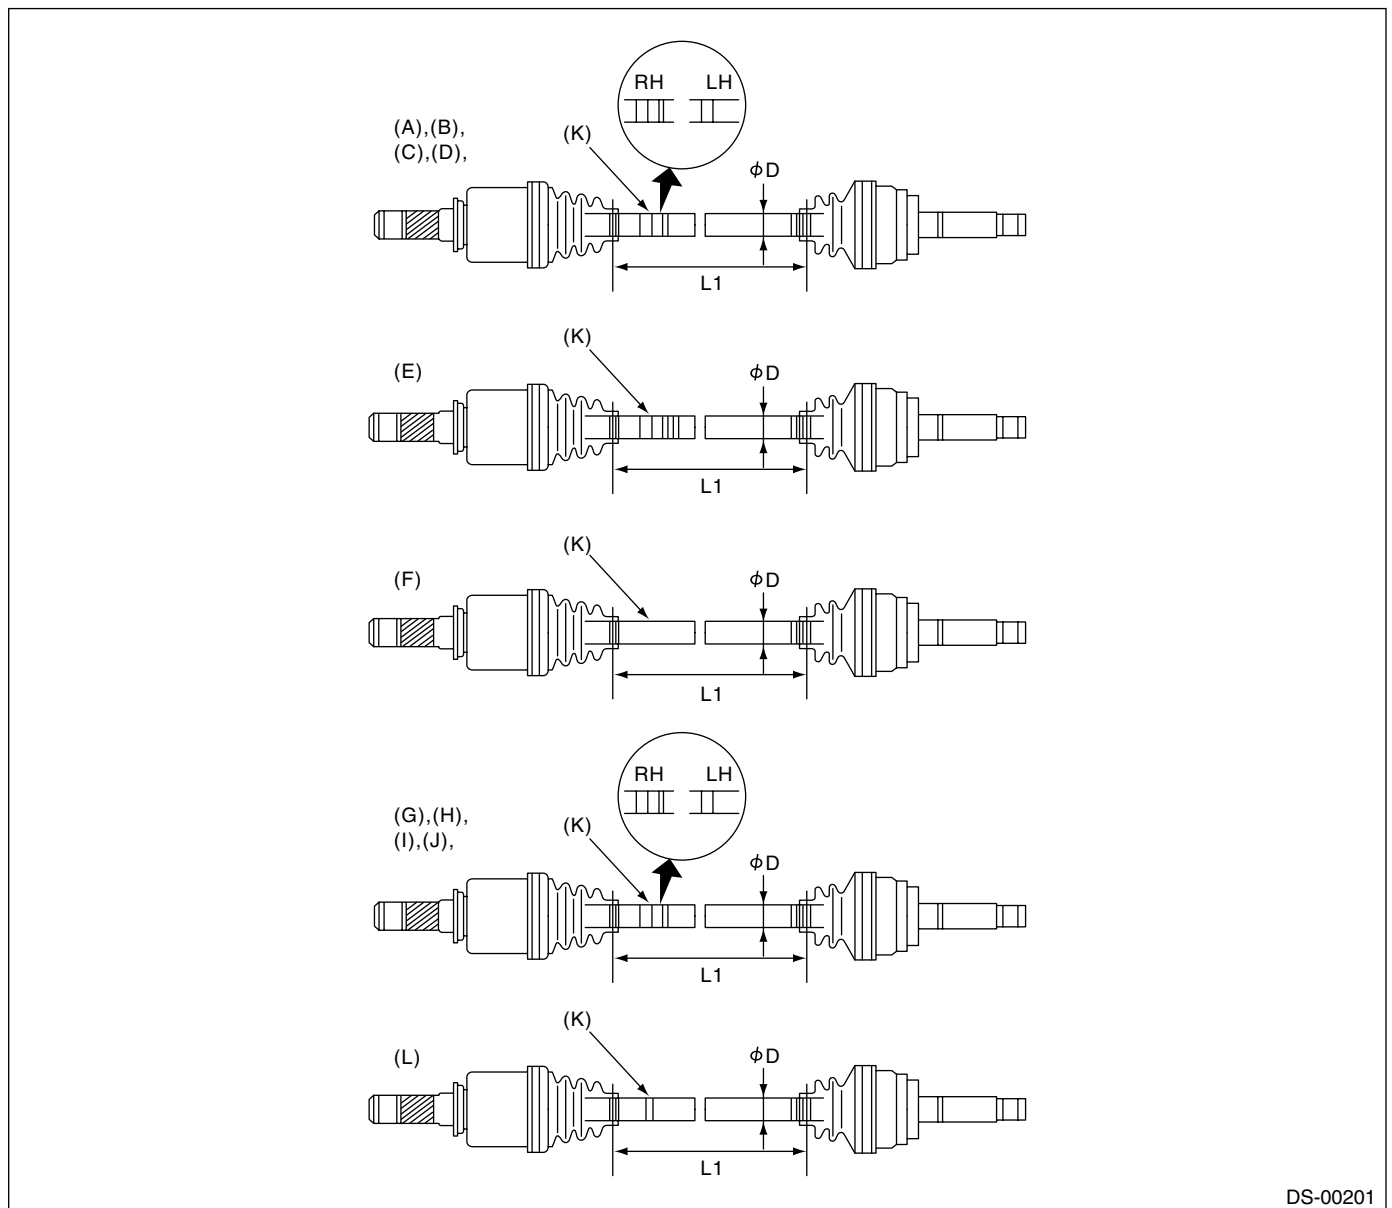 RH LH
(A),(B),
(C),(D),
(K)
ϕD
L1
(K)
(E)
ϕD
L1
(K)
(F)
ϕD
L1
RH LH
(G),(H),
(I),(J),
(K)
ϕD
L1
(K)
(L)
ϕD
L1
DS-00201